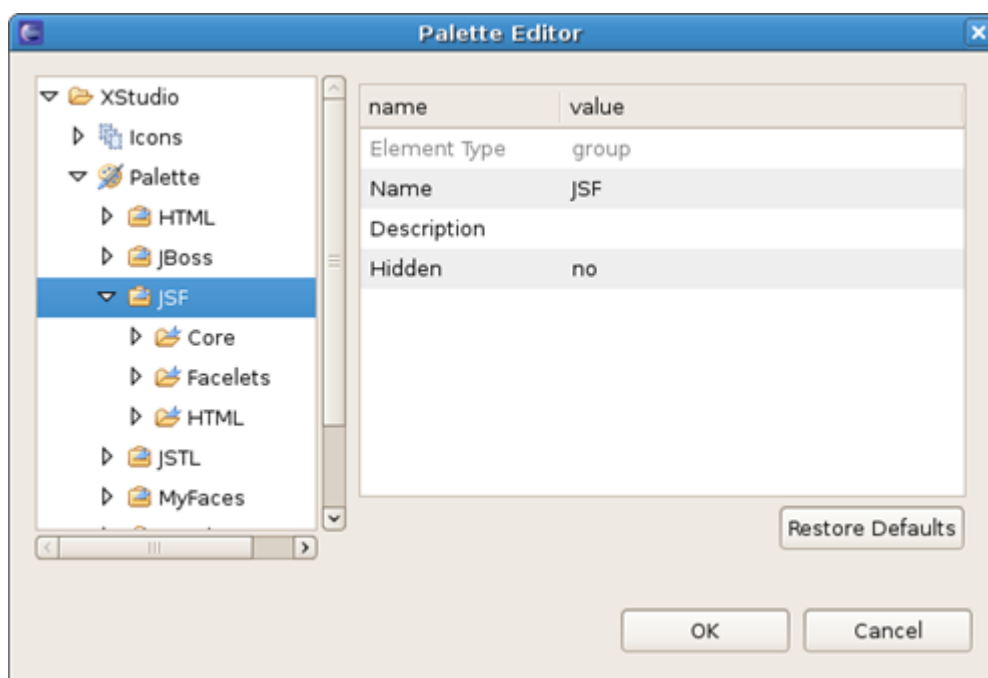 Palette Editor
XStudio
Icons
Palette
HTML
JBoss
JSF
Core
Facelets
HTML
JSTL
MyFaces
name value
Element Type group
Name JSF
Description
Hidden no
Restore Defaults
OK Cancel